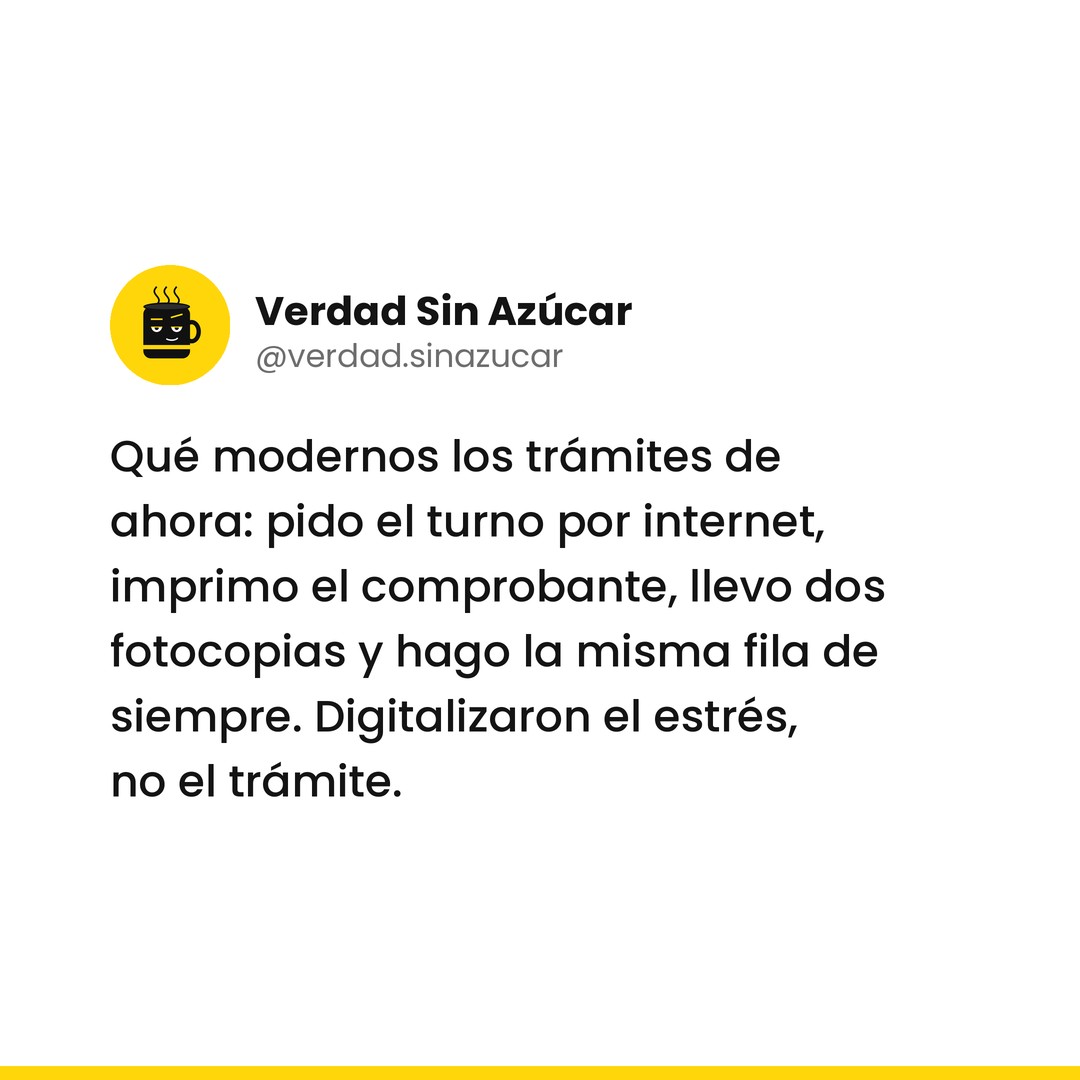 Verdad Sin Azúcar
@verdad.sinazucar
Qué modernos los trámites de
ahora: pido el turno por internet,
imprimo el comprobante, llevo dos
fotocopias y hago la misma fila de
siempre. Digitalizaron el estrés,
no el trámite.